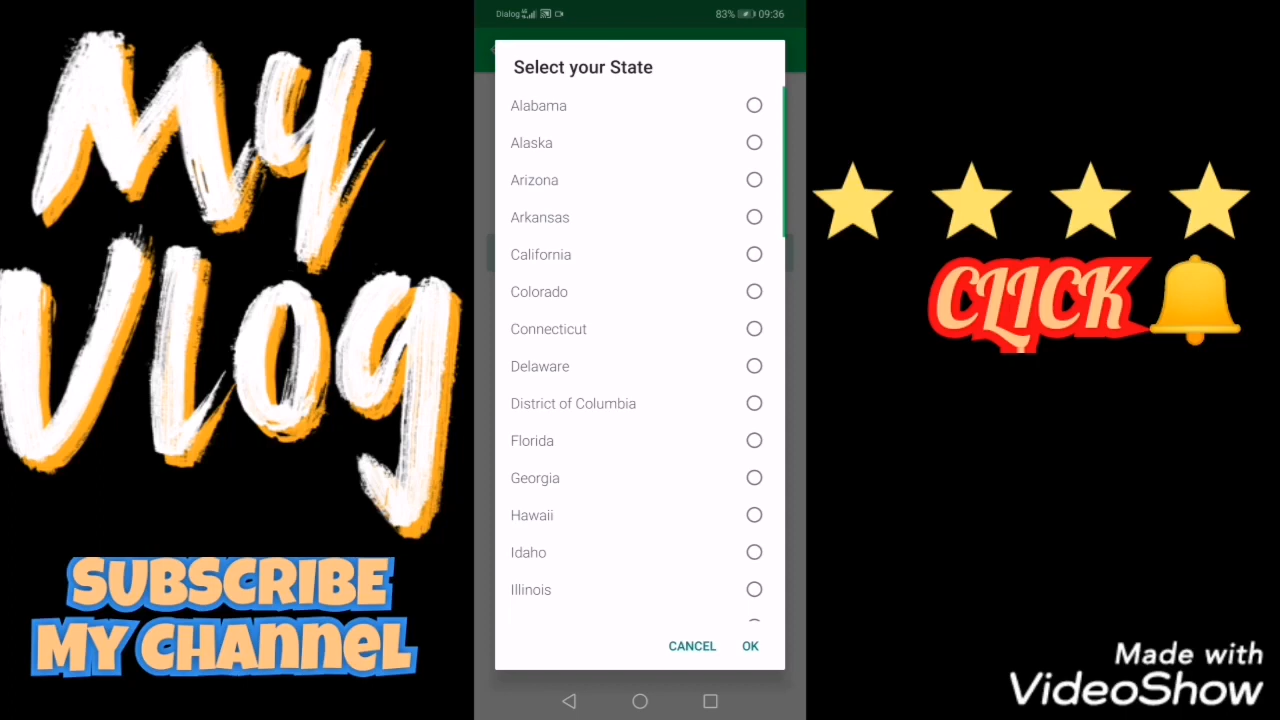 My
Vlog
SUBSCRIBE
MY CHANNEL
Dialog
83%
09:36
Select your State
Alabama
Alaska
Arizona
Arkansas
California
Colorado
Connecticut
Delaware
District of Columbia
Florida
Georgia
Hawaii
Idaho
Illinois
CANCEL OK
CLICK
Made with
VideoShow